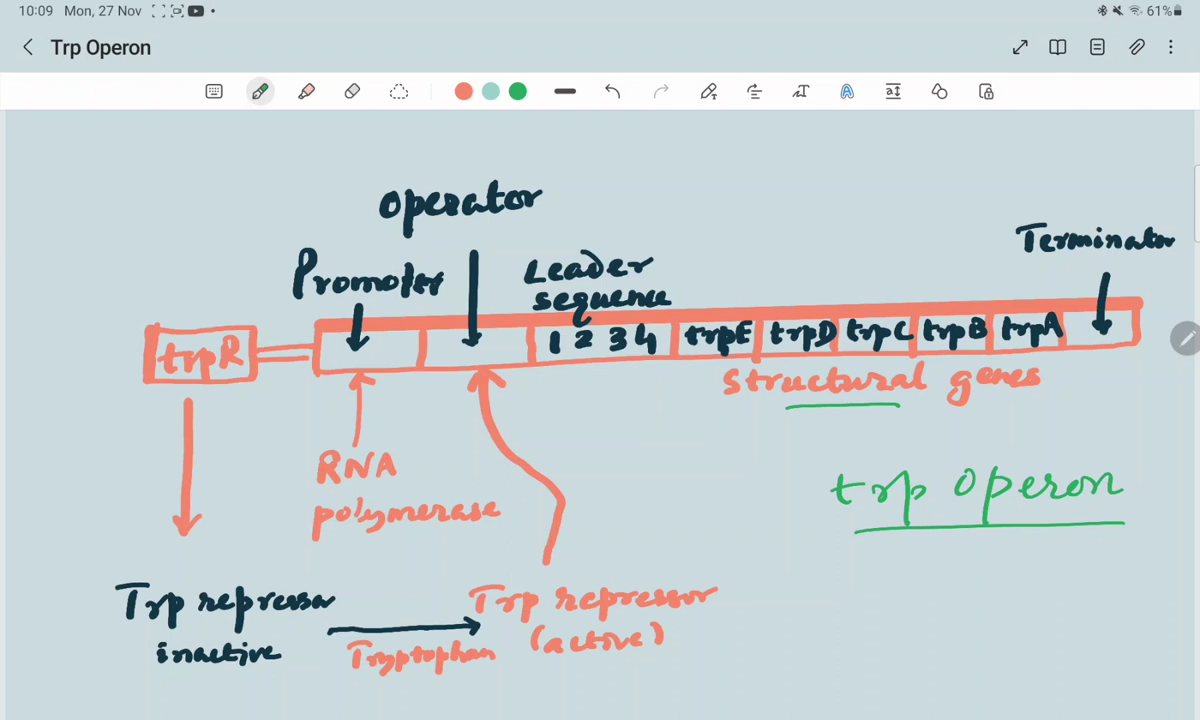 10:09 Mon, 27 Nov
61%
Trp Operon
operator
Promoter
Leader
sequence
Terminator
trpR
1 2 3 4 trpE trpD trpC trpB trpA
structural genes
RNA
polymerase
trp operon
Trp repressor
inactive
Tryptophan
Trp repressor
(active)